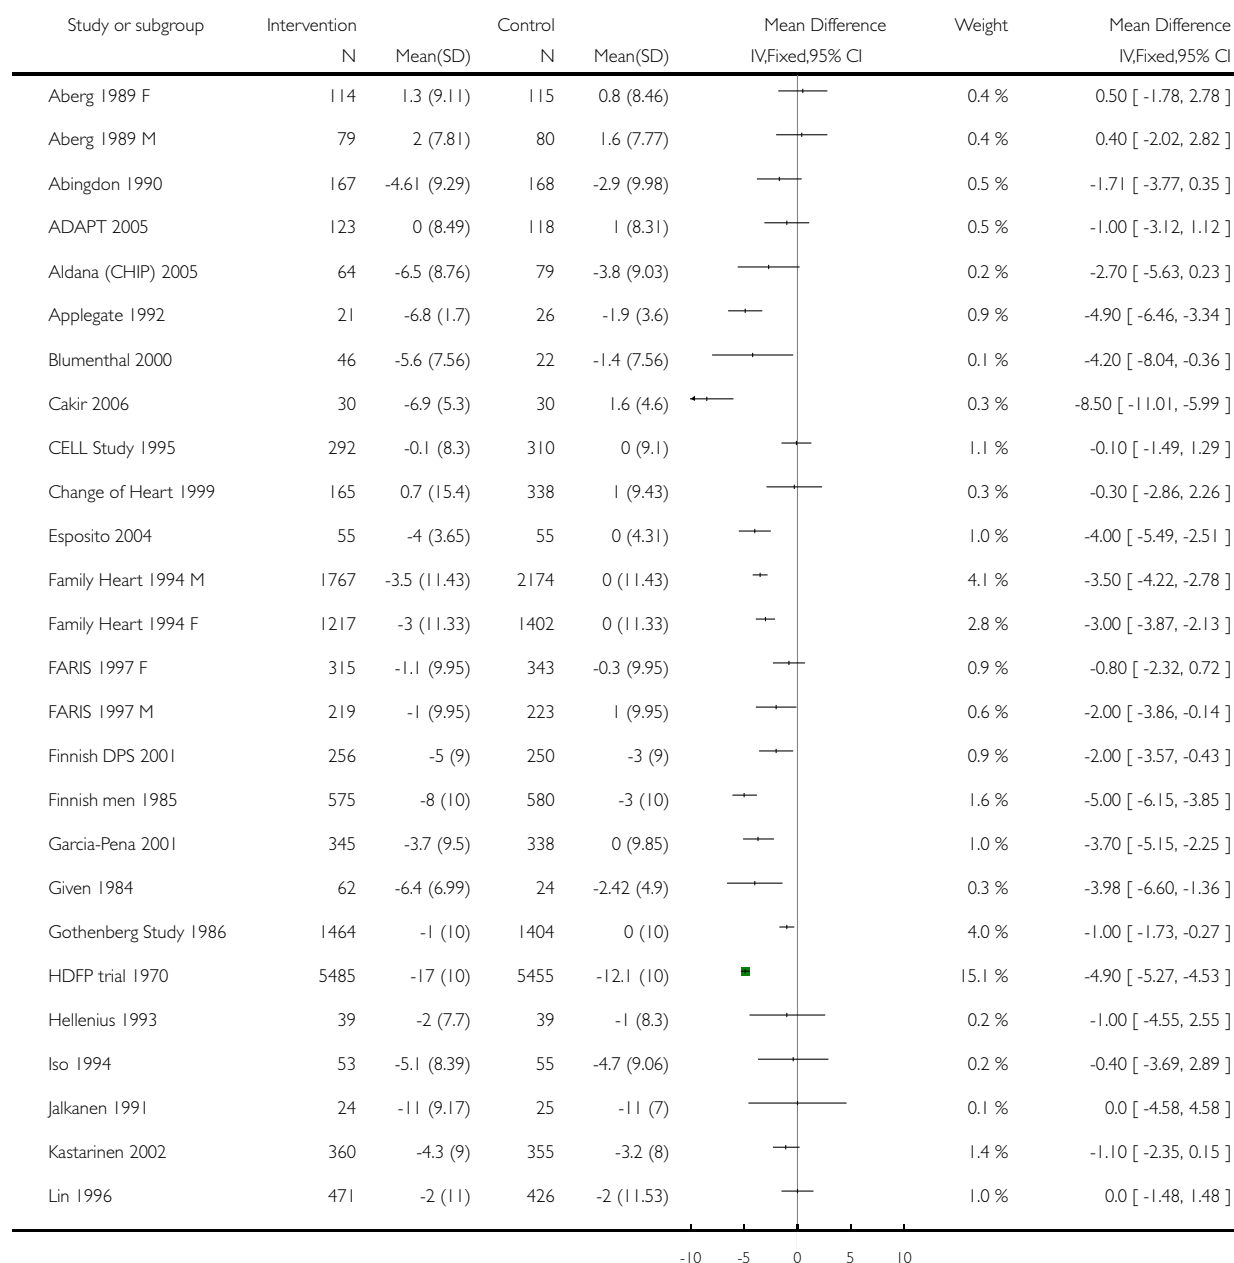 Study or subgroup Intervention Control Mean Difference Weight Mean Difference
N Mean(SD) N Mean(SD) IV,Fixed,95% CI IV,Fixed,95% CI
Aberg 1989 F 114 1.3 (9.11) 115 0.8 (8.46) 0.4 % 0.50 [ -1.78, 2.78 ]
Aberg 1989 M 79 2 (7.81) 80 1.6 (7.77) 0.4 % 0.40 [ -2.02, 2.82 ]
Abingdon 1990 167 -4.61 (9.29) 168 -2.9 (9.98) 0.5 % -1.71 [ -3.77, 0.35 ]
ADAPT 2005 123 0 (8.49) 118 1 (8.31) 0.5 % -1.00 [ -3.12, 1.12 ]
Aldana (CHIP) 2005 64 -6.5 (8.76) 79 -3.8 (9.03) 0.2 % -2.70 [ -5.63, 0.23 ]
Applegate 1992 21 -6.8 (1.7) 26 -1.9 (3.6) 0.9 % -4.90 [ -6.46, -3.34 ]
Blumenthal 2000 46 -5.6 (7.56) 22 -1.4 (7.56) 0.1 % -4.20 [ -8.04, -0.36 ]
Cakir 2006 30 -6.9 (5.3) 30 1.6 (4.6) 0.3 % -8.50 [ -11.01, -5.99 ]
CELL Study 1995 292 -0.1 (8.3) 310 0 (9.1) 1.1 % -0.10 [ -1.49, 1.29 ]
Change of Heart 1999 165 0.7 (15.4) 338 1 (9.43) 0.3 % -0.30 [ -2.86, 2.26 ]
Esposito 2004 55 -4 (3.65) 55 0 (4.31) 1.0 % -4.00 [ -5.49, -2.51 ]
Family Heart 1994 M 1767 -3.5 (11.43) 2174 0 (11.43) 4.1 % -3.50 [ -4.22, -2.78 ]
Family Heart 1994 F 1217 -3 (11.33) 1402 0 (11.33) 2.8 % -3.00 [ -3.87, -2.13 ]
FARIS 1997 F 315 -1.1 (9.95) 343 -0.3 (9.95) 0.9 % -0.80 [ -2.32, 0.72 ]
FARIS 1997 M 219 -1 (9.95) 223 1 (9.95) 0.6 % -2.00 [ -3.86, -0.14 ]
Finnish DPS 2001 256 -5 (9) 250 -3 (9) 0.9 % -2.00 [ -3.57, -0.43 ]
Finnish men 1985 575 -8 (10) 580 -3 (10) 1.6 % -5.00 [ -6.15, -3.85 ]
Garcia-Pena 2001 345 -3.7 (9.5) 338 0 (9.85) 1.0 % -3.70 [ -5.15, -2.25 ]
Given 1984 62 -6.4 (6.99) 24 -2.42 (4.9) 0.3 % -3.98 [ -6.60, -1.36 ]
Gothenberg Study 1986 1464 -1 (10) 1404 0 (10) 4.0 % -1.00 [ -1.73, -0.27 ]
HDFP trial 1970 5485 -17 (10) 5455 -12.1 (10) 15.1 % -4.90 [ -5.27, -4.53 ]
Hellenius 1993 39 -2 (7.7) 39 -1 (8.3) 0.2 % -1.00 [ -4.55, 2.55 ]
Iso 1994 53 -5.1 (8.39) 55 -4.7 (9.06) 0.2 % -0.40 [ -3.69, 2.89 ]
Jalkanen 1991 24 -11 (9.17) 25 -11 (7) 0.1 % 0.0 [ -4.58, 4.58 ]
Kastarinen 2002 360 -4.3 (9) 355 -3.2 (8) 1.4 % -1.10 [ -2.35, 0.15 ]
Lin 1996 471 -2 (11) 426 -2 (11.53) 1.0 % 0.0 [ -1.48, 1.48 ]
-10 -5 0 5 10